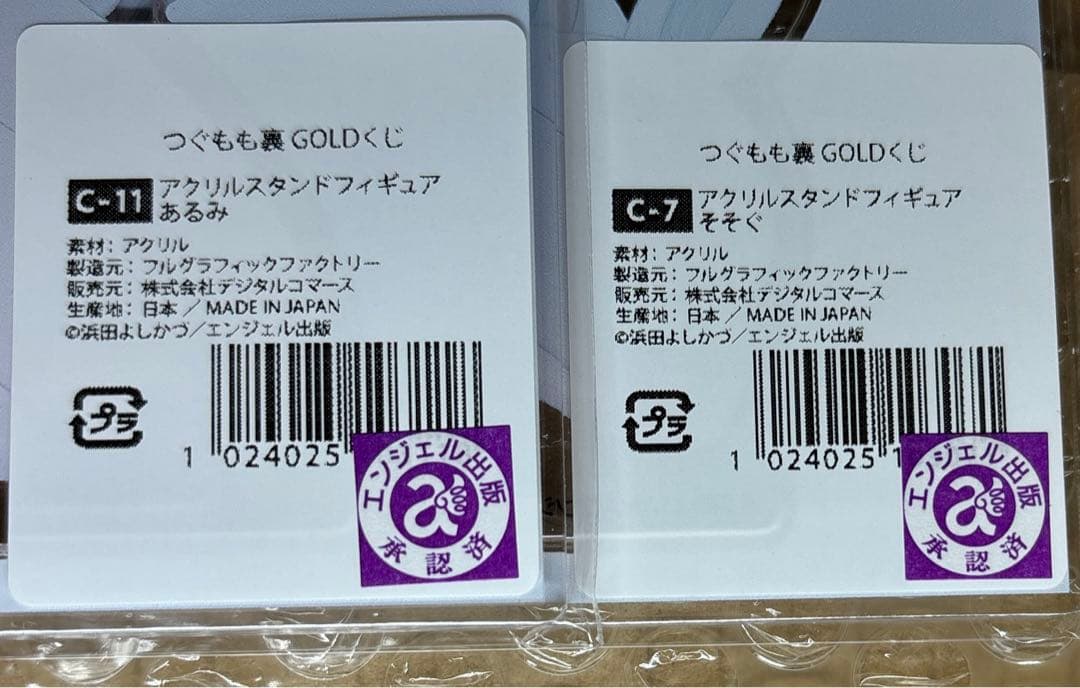 つぐもも裏 GOLDくじ
C-11 アクリルスタンドフィギュア
あるみ
素材: アクリル
製造元: フルグラフィックファクトリー
販売元: 株式会社デジタルコマース
生産地: 日本 / MADE IN JAPAN
©浜田よしかづ/エンジェル出版
プラ
1 024025
エンジェル出版
a
承認済
つぐもも裏 GOLDくじ
C-7 アクリルスタンドフィギュア
そそぐ
素材: アクリル
製造元: フルグラフィックファクトリー
販売元: 株式会社デジタルコマース
生産地: 日本 / MADE IN JAPAN
©浜田よしかづ/エンジェル出版
プラ
1 024025 1
エンジェル出版
a
承認済